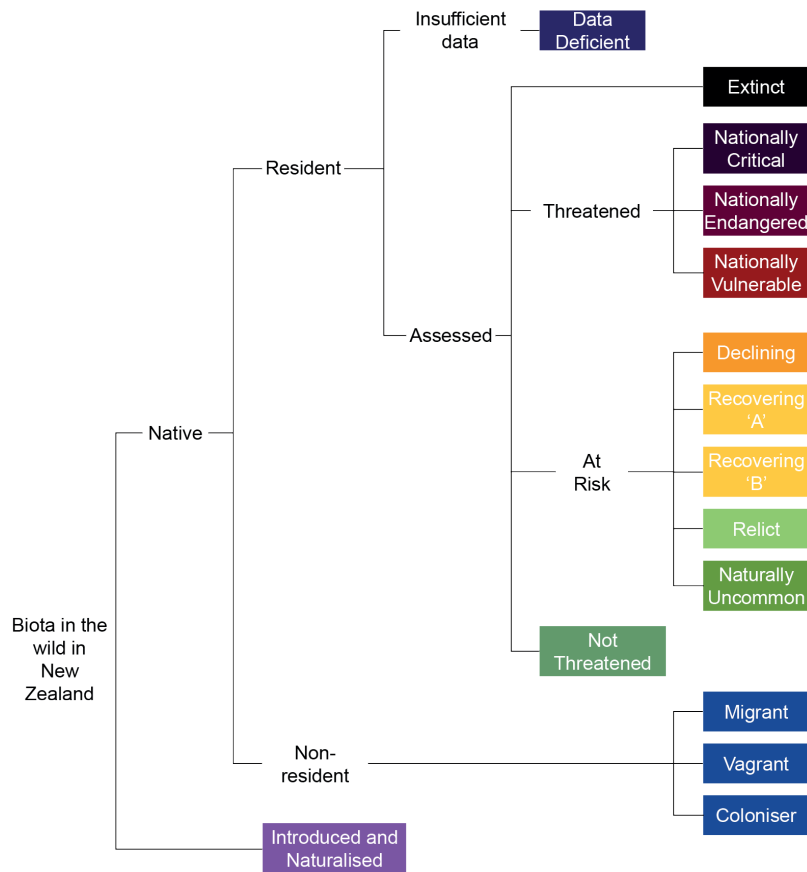 Insufficient
data
Data
Deficient
Extinct
Nationally
Critical
Resident
Threatened
Nationally
Endangered
Nationally
Vulnerable
Assessed
Declining
Recovering
‘A’
Native
At
Risk
Recovering
‘B’
Relict
Naturally
Uncommon
Biota in the
wild in
New
Zealand
Not
Threatened
Migrant
Non-
resident
Vagrant
Coloniser
Introduced and
Naturalised